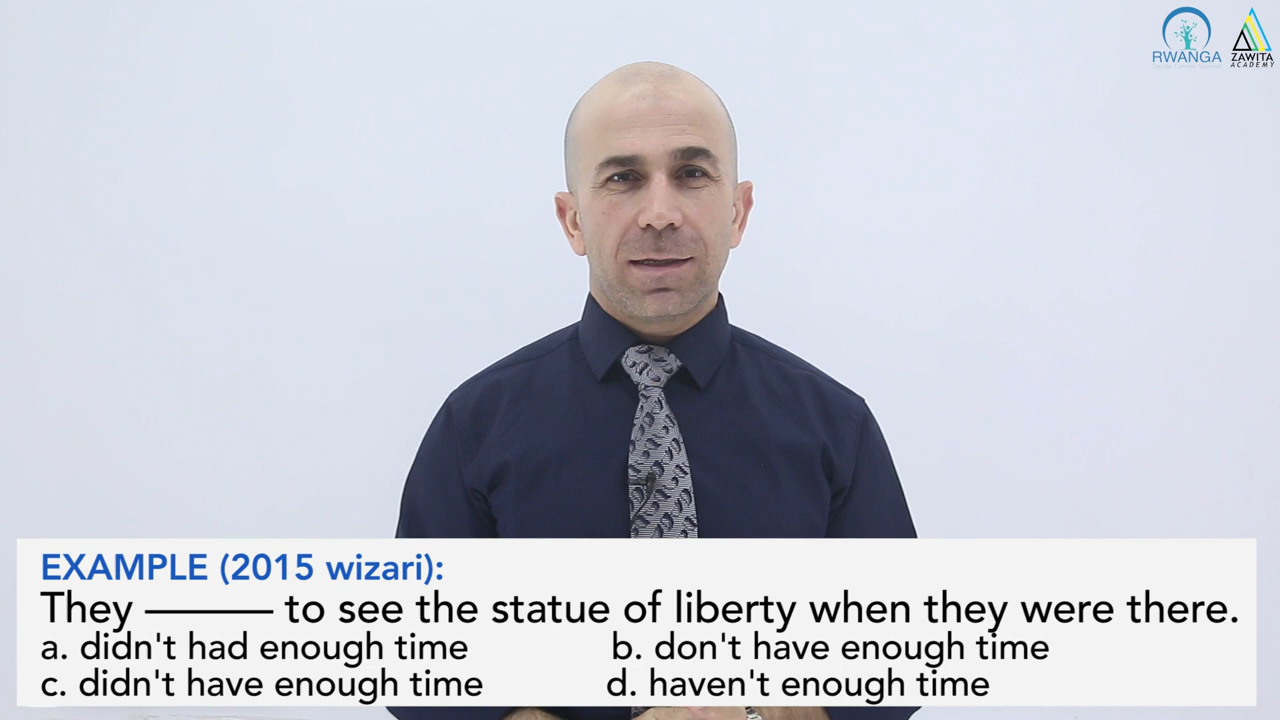 RWANGA
ZAWITA
ACADEMY
EXAMPLE (2015 wizari):
They ——— to see the statue of liberty when they were there.
a. didn't had enough time
b. don't have enough time
c. didn't have enough time
d. haven't enough time